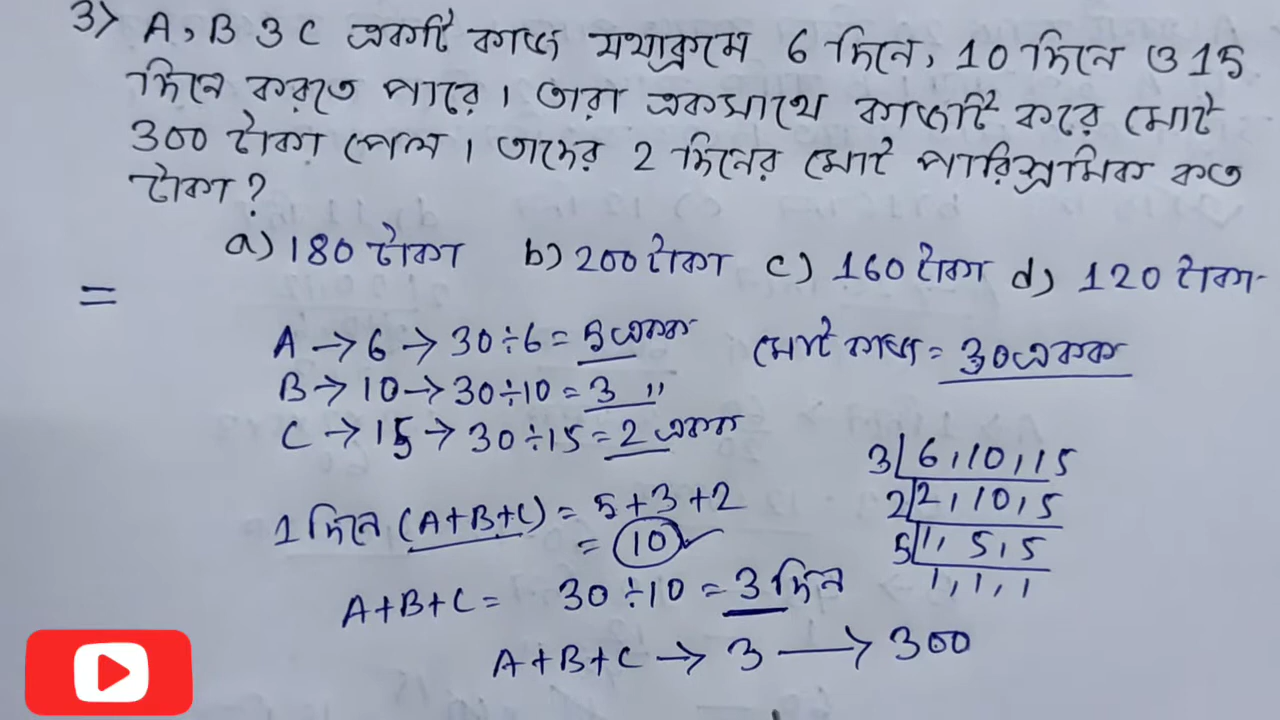 3) A, B ও C একটি কাজ যথাক্রমে 6 দিনে, 10 দিনে ও 15
দিনে করতে পারে। তারা একসাথে কাজটি করে মোট
300 টাকা পেল। তাদের 2 দিনের মোট পারিশ্রমিক কত
টাকা?
a) 180 টাকা b) 200 টাকা c) 160 টাকা d) 120 টাকা
=
A → 6 → 30÷6 = 5 একক মোট কাজ = 30 একক
B → 10 → 30÷10 = 3 "
C → 15 → 30÷15 = 2 একক
3 | 6, 10, 15
2 | 2, 10, 5
5 | 1, 5, 5
1, 1, 1
1 দিনে (A+B+C) = 5+3+2
= 10 ✓
A+B+C = 30÷10 = 3 দিন
A+B+C → 3 → 300